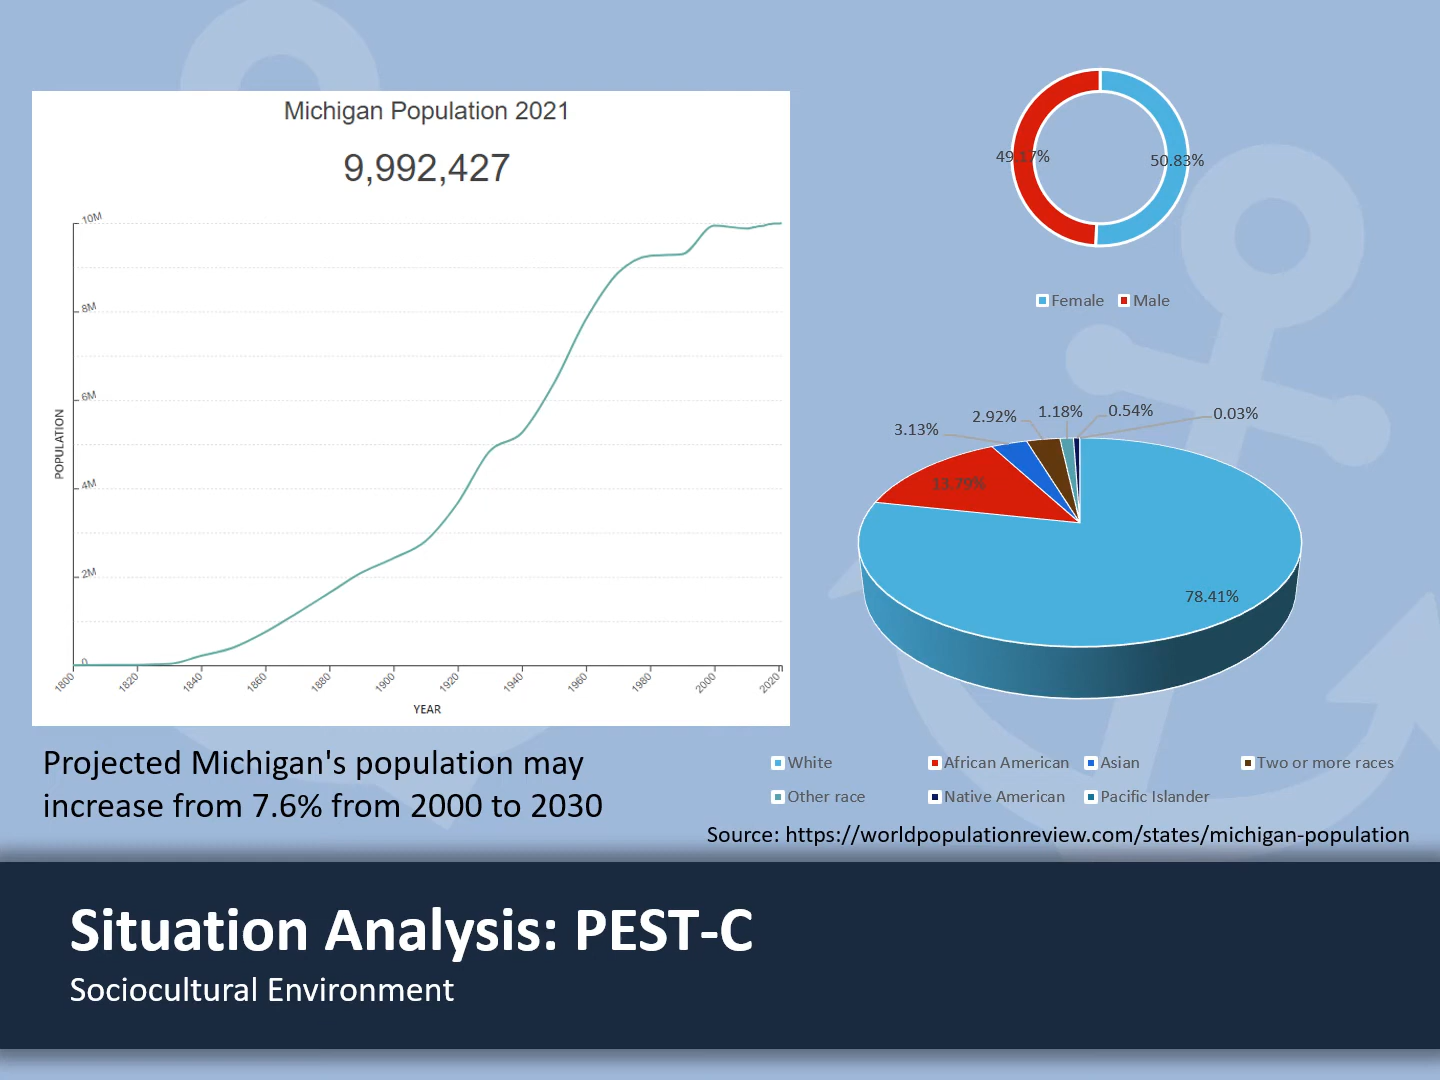 Michigan Population 2021
9,992,427
10M
8M
6M
4M
2M
0
POPULATION
1800
1820
1840
1860
1880
1900
1920
1940
1960
1980
2000
2020
YEAR
49.17%
50.83%
Female Male
3.13%
2.92%
1.18%
0.54%
0.03%
13.79%
78.41%
White African American Asian Two or more races
Other race Native American Pacific Islander
Projected Michigan's population may
increase from 7.6% from 2000 to 2030
Source: https://worldpopulationreview.com/states/michigan-population
Situation Analysis: PEST-C
Sociocultural Environment